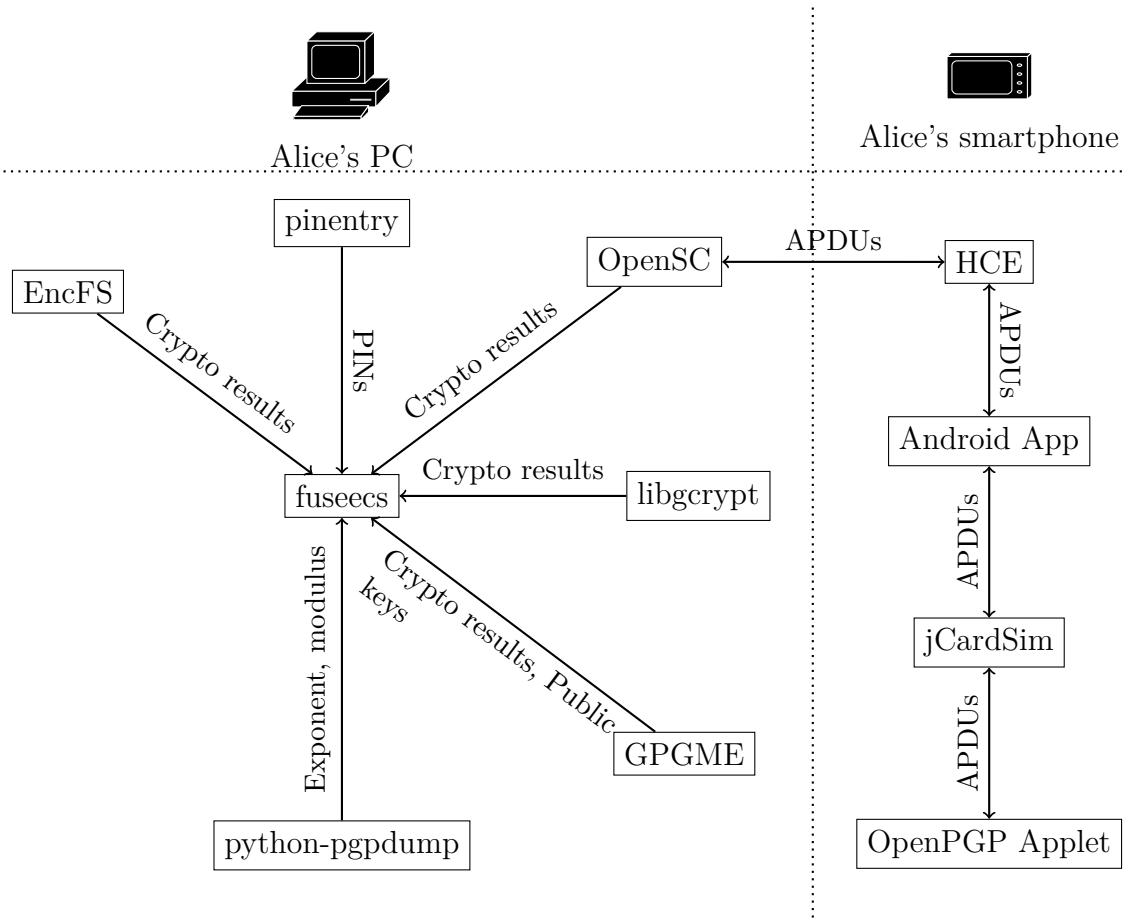 Alice's PC
Alice's smartphone
pinentry
EncFS
OpenSC
APDUs
HCE
Crypto results
PINs
Crypto results
APDUs
Android App
fuseecs
Crypto results
libgcrypt
APDUs
Exponent, modulus
Crypto results, Public
keys
jCardSim
GPGME
APDUs
python-pgpdump
OpenPGP Applet